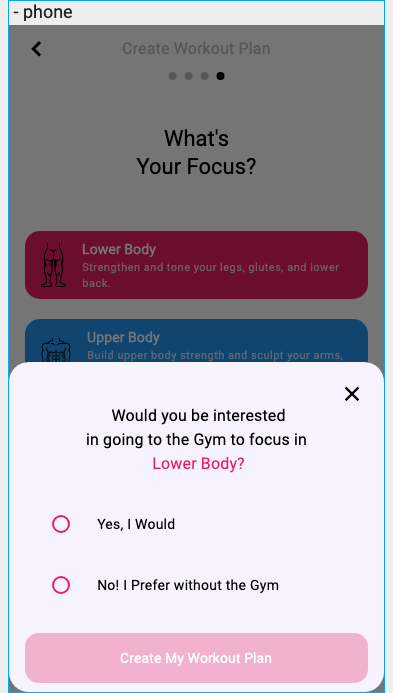 - phone
Create Workout Plan
What's
Your Focus?
Lower Body
Strengthen and tone your legs, glutes, and lower
back.
Upper Body
Build upper body strength and sculpt your arms,
Would you be interested
in going to the Gym to focus in
Lower Body?
Yes, I Would
No! I Prefer without the Gym
Create My Workout Plan